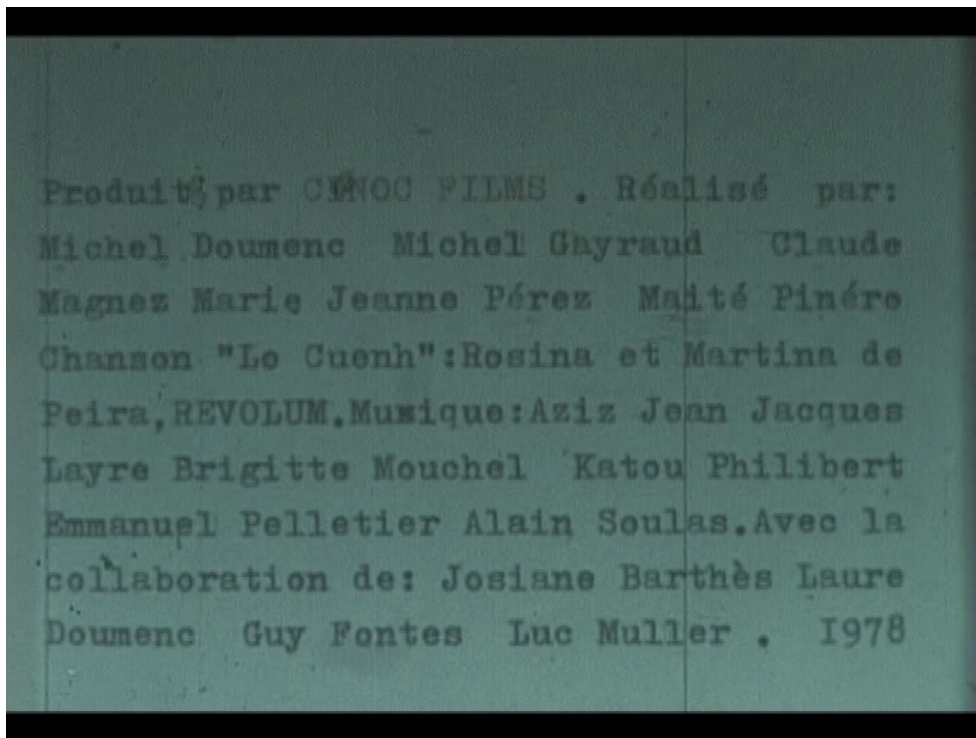 Produit par CINOC FILMS . Réalisé par:
Michel Doumenc Michel Gayraud Claude
Magnez Marie Jeanne Pérez Maïté Pinéro
Chanson "Lo Cuenh":Rosina et Martina de
Peira,REVOLUM.Musique:Aziz Jean Jacques
Layre Brigitte Mouchel Katou Philibert
Emmanuel Pelletier Alain Soulas.Avec la
collaboration de: Josiane Barthès Laure
Doumenc Guy Fontes Luc Muller . I978